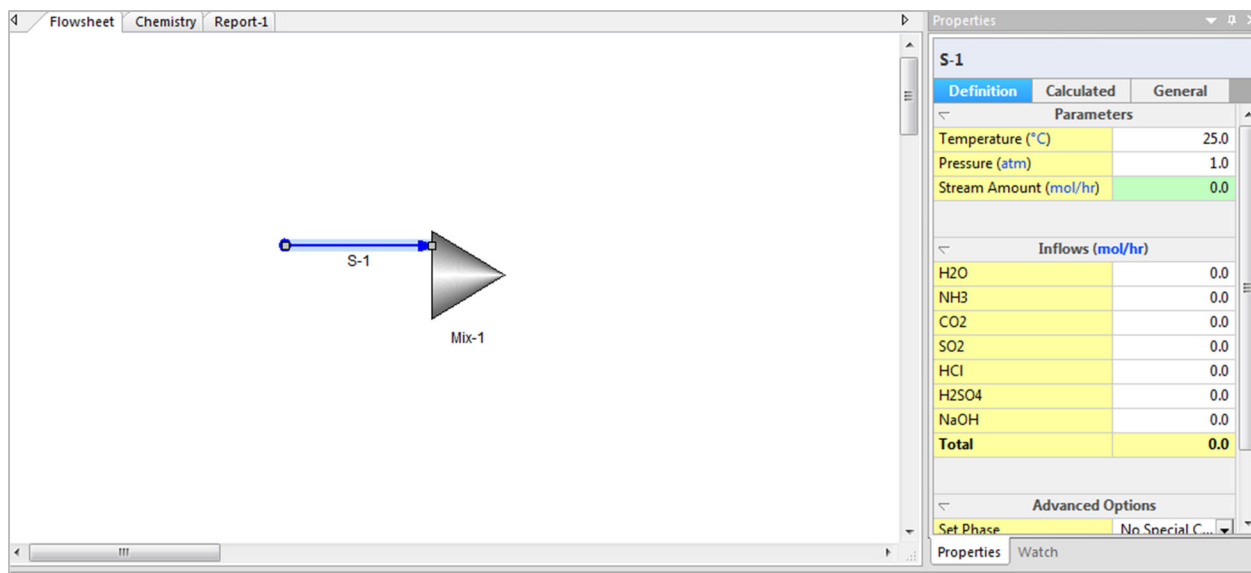 Flowsheet Chemistry Report-1
S-1
Mix-1
Properties
S-1
Definition Calculated General
Parameters
Temperature (°C) 25.0
Pressure (atm) 1.0
Stream Amount (mol/hr) 0.0
Inflows (mol/hr)
H2O 0.0
NH3 0.0
CO2 0.0
SO2 0.0
HCl 0.0
H2SO4 0.0
NaOH 0.0
Total 0.0
Advanced Options
Set Phase No Special C...
Properties Watch